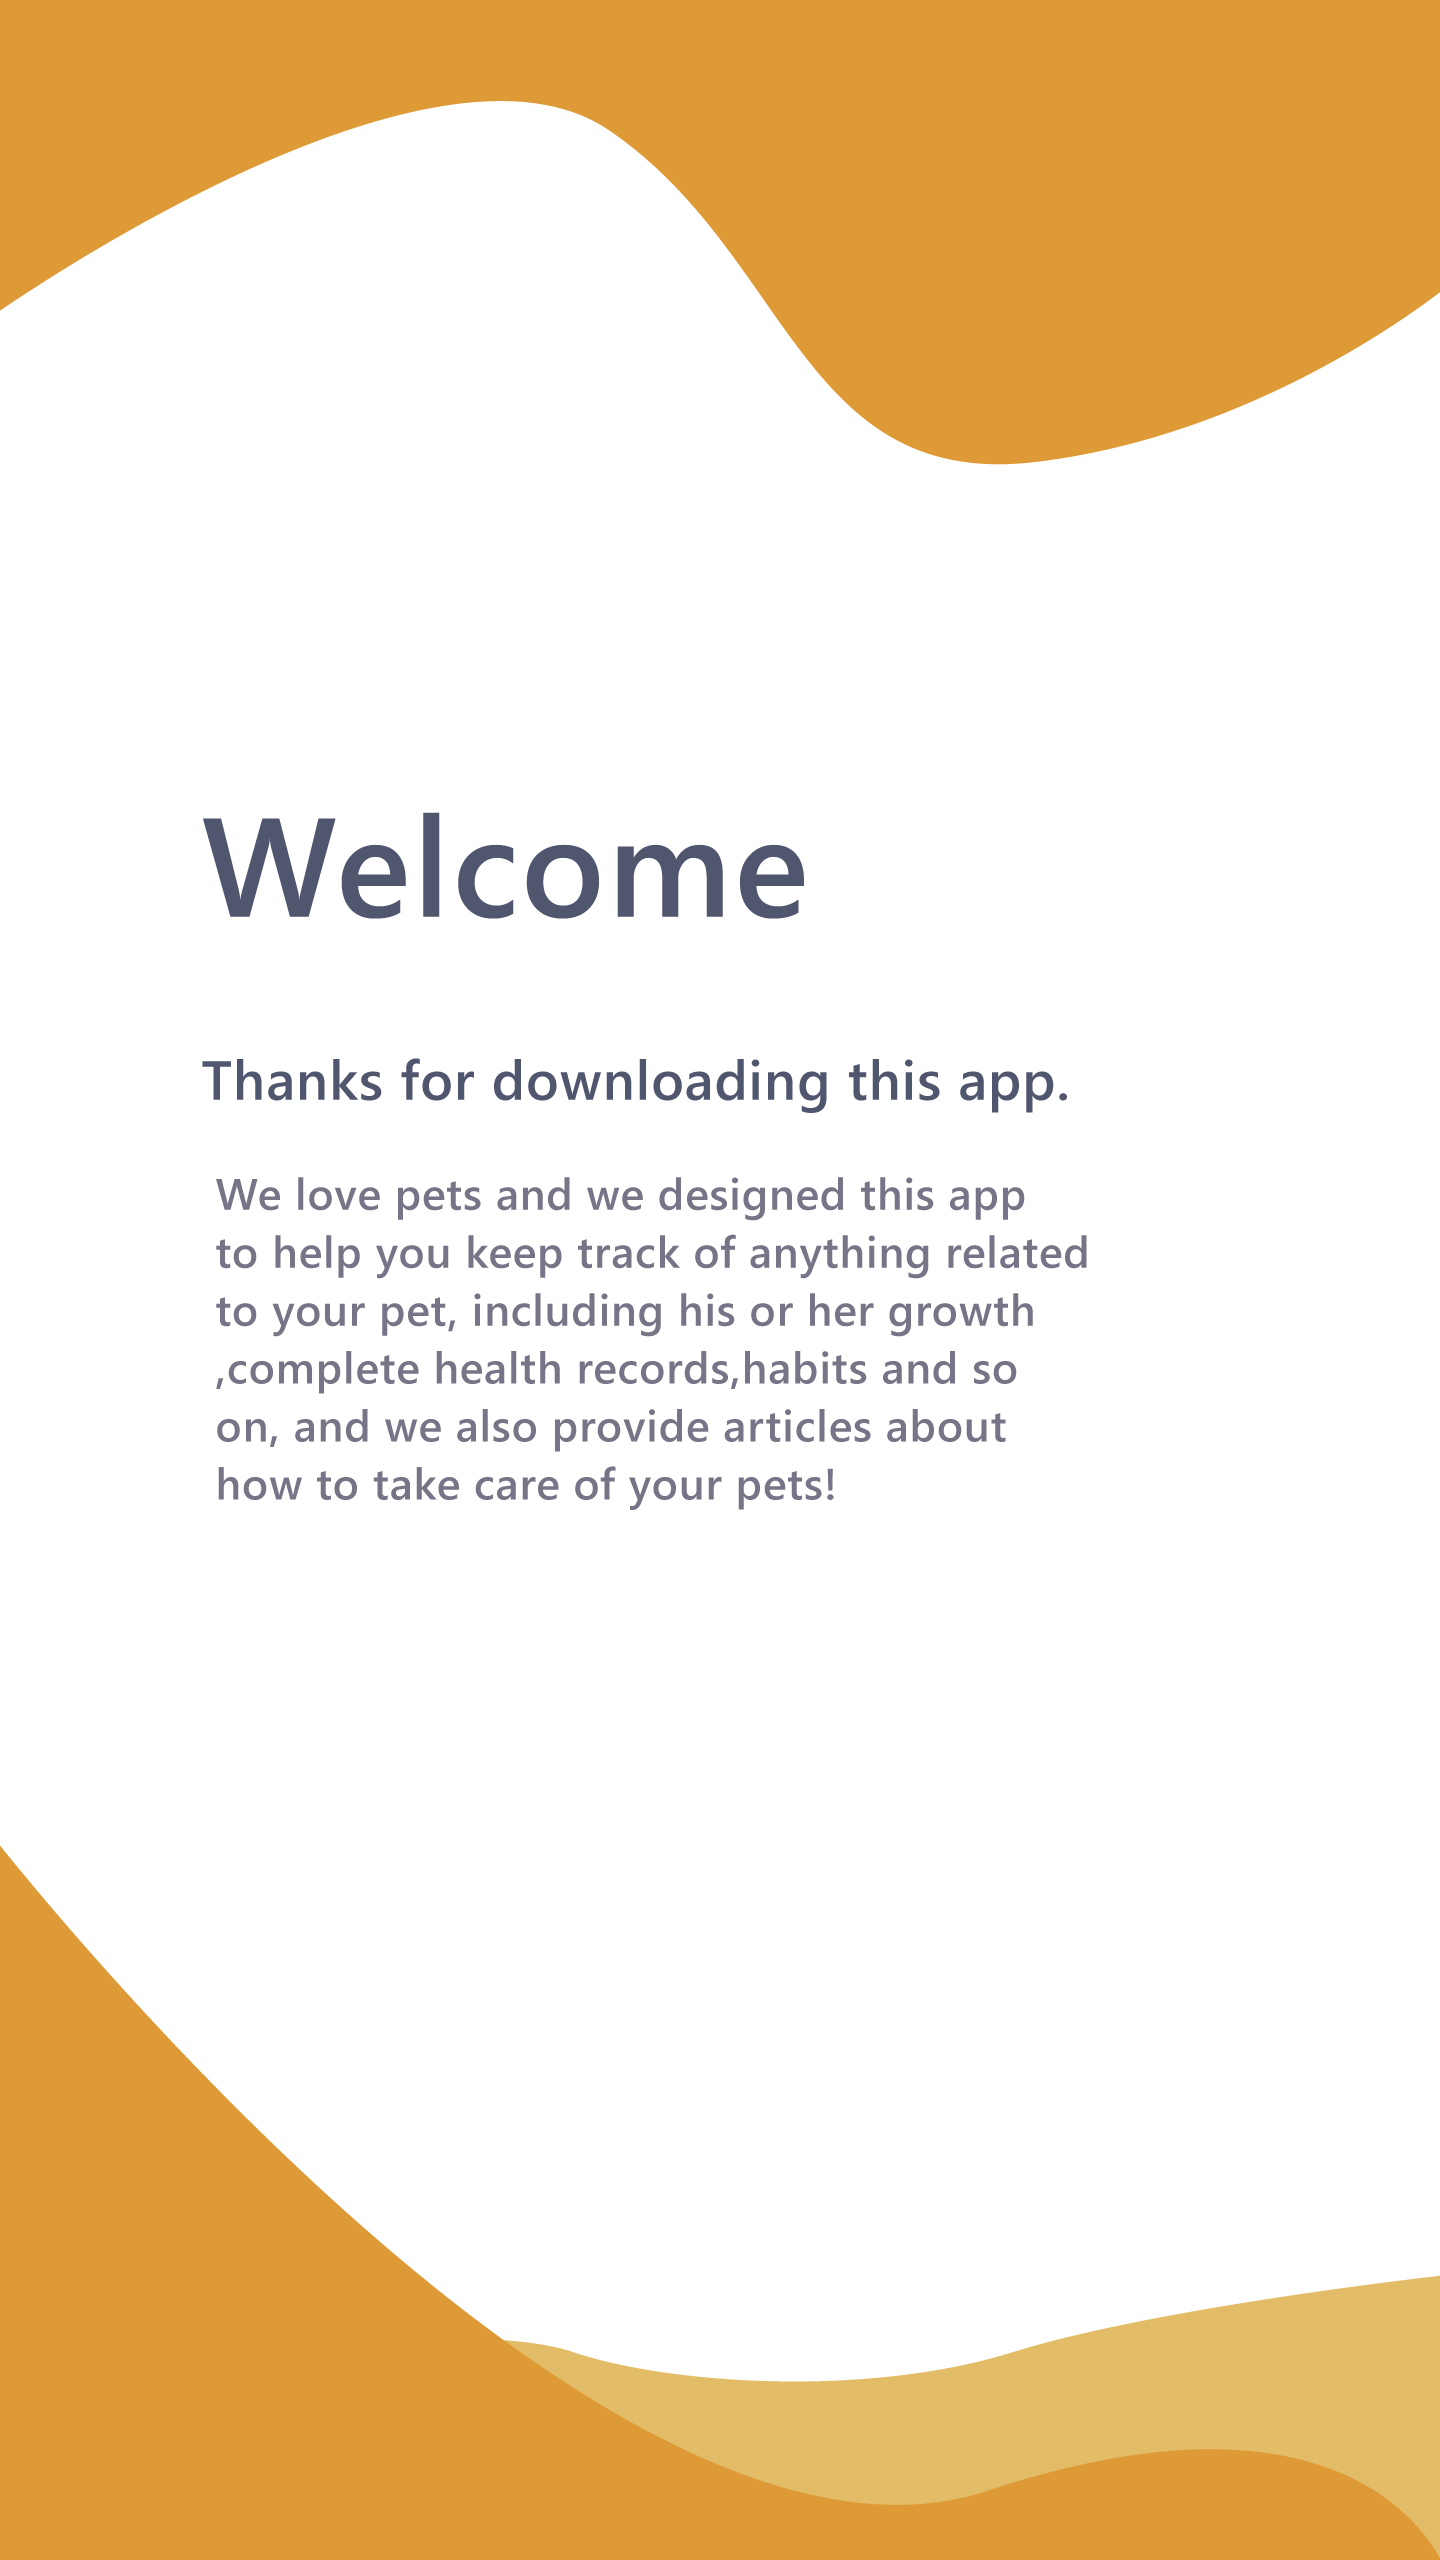 Welcome
Thanks for downloading this app.
We love pets and we designed this app
to help you keep track of anything related
to your pet, including his or her growth
,complete health records,habits and so
on, and we also provide articles about
how to take care of your pets!